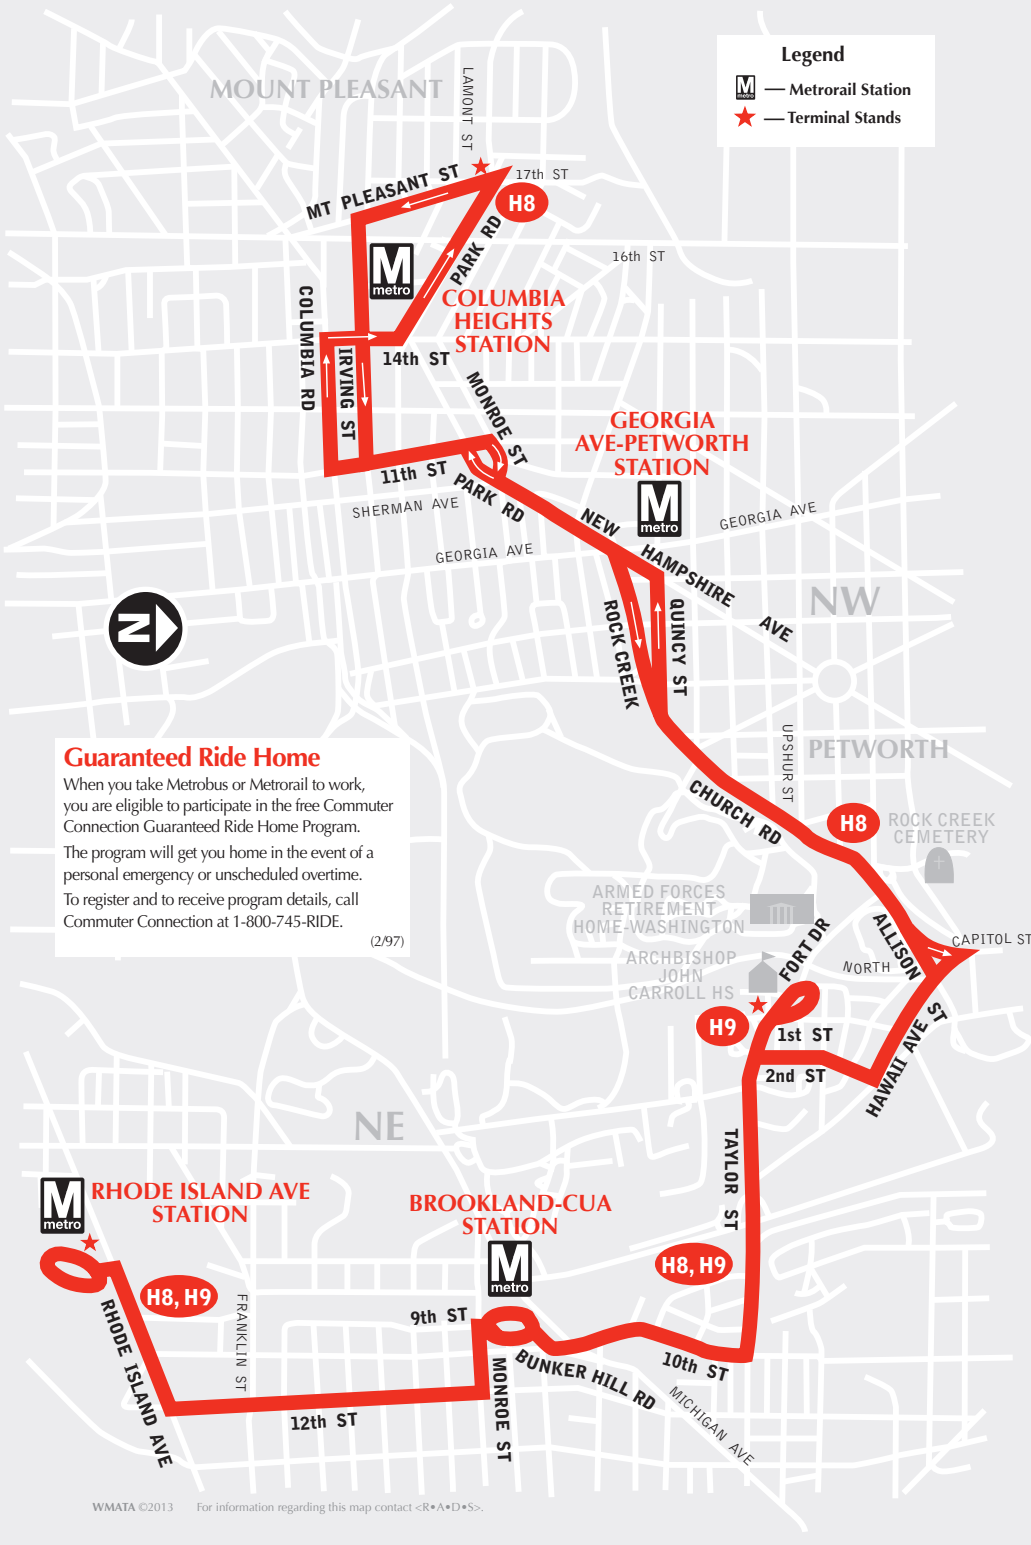 Legend
M
metro
— Metrorail Station
— Terminal Stands
MOUNT PLEASANT
LAMONT ST
MT PLEASANT ST
17th ST
H8
PARK RD
16th ST
M
metro
COLUMBIA
HEIGHTS
STATION
COLUMBIA RD
IRVING ST
14th ST
MONROE ST
GEORGIA
AVE-PETWORTH
STATION
M
metro
11th ST
PARK RD
SHERMAN AVE
GEORGIA AVE
GEORGIA AVE
NEW HAMPSHIRE AVE
NW
N
ROCK CREEK CHURCH RD
QUINCY ST
UPSHUR ST
PETWORTH
Guaranteed Ride Home
When you take Metrobus or Metrorail to work,
you are eligible to participate in the free Commuter
Connection Guaranteed Ride Home Program.
The program will get you home in the event of a
personal emergency or unscheduled overtime.
To register and to receive program details, call
Commuter Connection at 1-800-745-RIDE.
(2/97)
H8
ROCK CREEK
CEMETERY
ARMED FORCES
RETIREMENT
HOME-WASHINGTON
ARCHBISHOP
JOHN
CARROLL HS
FORT DR
ALLISON ST
NORTH CAPITOL ST
H9
1st ST
2nd ST
HAWAII AVE
NE
TAYLOR ST
M
metro
RHODE ISLAND AVE
STATION
BROOKLAND-CUA
STATION
M
metro
H8, H9
H8, H9
RHODE ISLAND AVE
FRANKLIN ST
9th ST
12th ST
MONROE ST
BUNKER HILL RD
10th ST
MICHIGAN AVE
WMATA ©2013 For information regarding this map contact <R•A•D•S>.